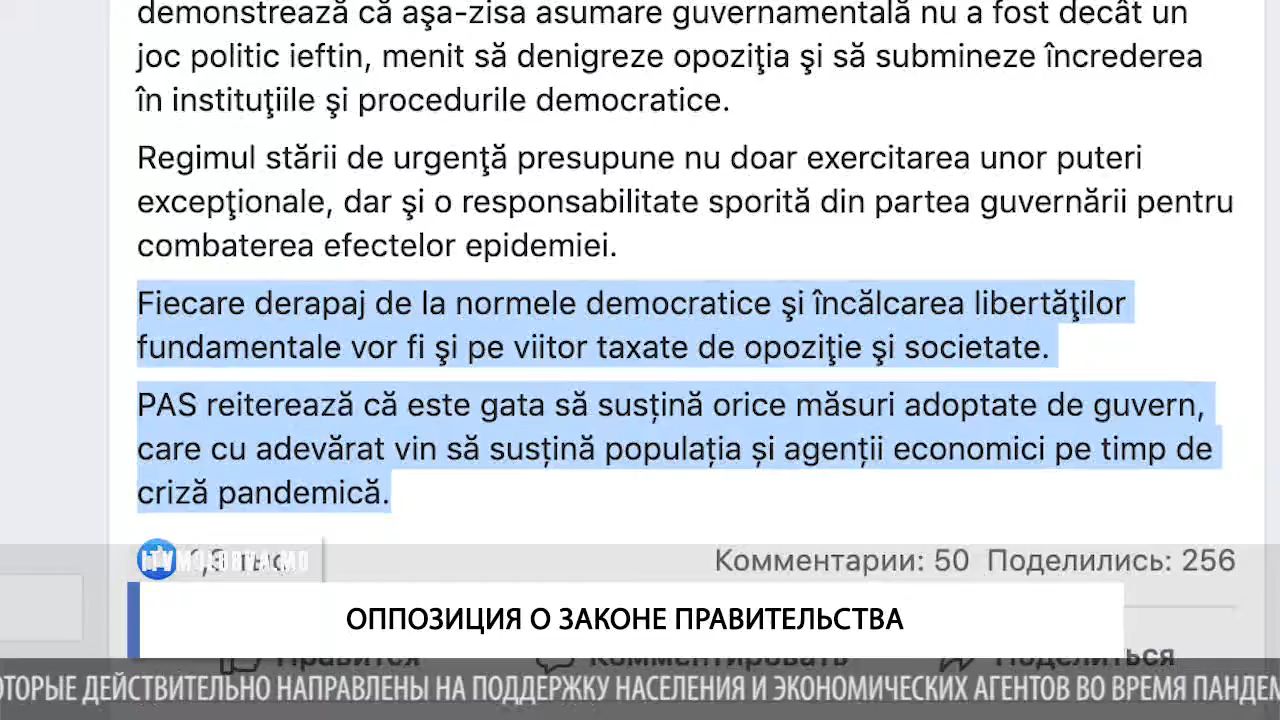 demonstrează că aşa-zisa asumare guvernamentală nu a fost decât un
joc politic ieftin, menit să denigreze opoziţia şi să submineze încrederea
în instituţiile şi procedurile democratice.
Regimul stării de urgenţă presupune nu doar exercitarea unor puteri
excepţionale, dar şi o responsabilitate sporită din partea guvernării pentru
combaterea efectelor epidemiei.
Fiecare derapaj de la normele democratice şi încălcarea libertăţilor
fundamentale vor fi şi pe viitor taxate de opoziţie şi societate.
PAS reiterează că este gata să susțină orice măsuri adoptate de guvern,
care cu adevărat vin să susțină populația și agenții economici pe timp de
criză pandemică.
Комментарии: 50 Поделились: 256
ОППОЗИЦИЯ О ЗАКОНЕ ПРАВИТЕЛЬСТВА
Нравится Комментировать Поделиться
ОТОРЫЕ ДЕЙСТВИТЕЛЬНО НАПРАВЛЕНЫ НА ПОДДЕРЖКУ НАСЕЛЕНИЯ И ЭКОНОМИЧЕСКИХ АГЕНТОВ ВО ВРЕМЯ ПАНДЕМ